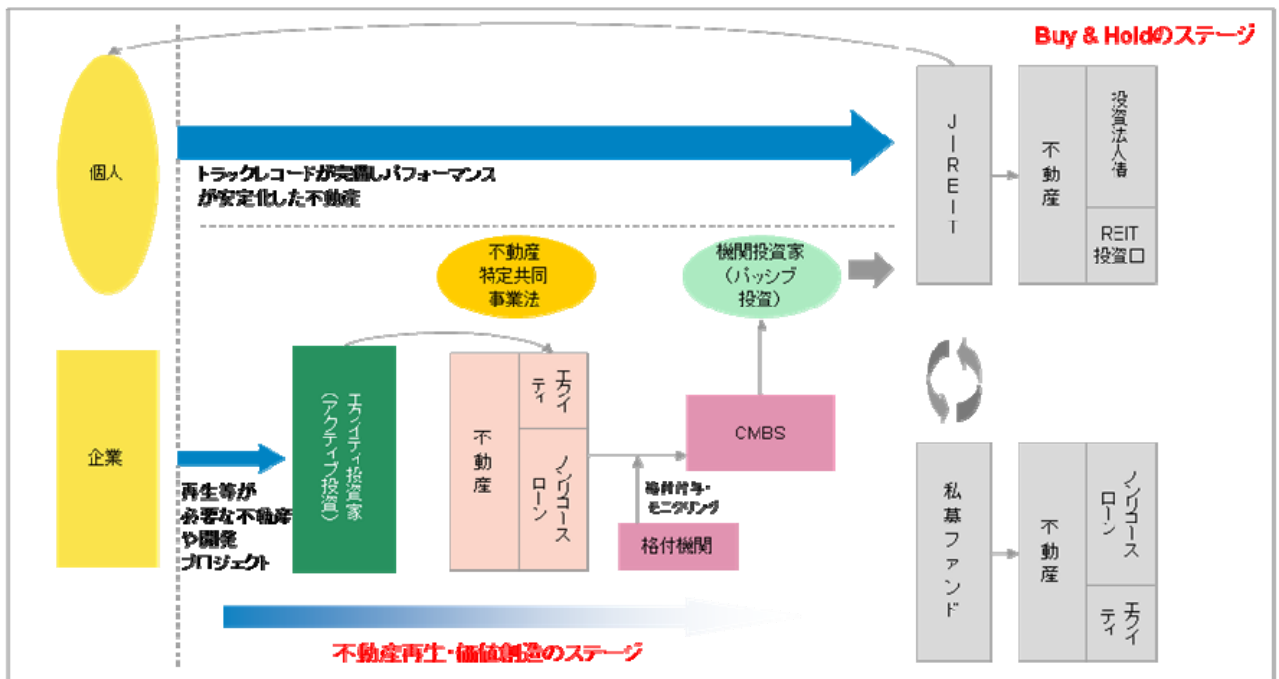 Buy & Holdのステージ
個人
トラックレコードが完備しパフォーマンス
が安定化した不動産
JIREIT
不動産
投資法人債
REIT
投資口
不動産
特定共同
事業法
機関投資家
(パッシブ
投資)
企業
再生等が
必要な不動産
や開発
プロジェクト
エクイティ投資家
(アクティブ投資)
不動産
エクイ
ティ
ノンリコース
ローン
CMBS
格付付与・
モニタリング
格付機関
私募ファンド
不動産
ノンリコース
ローン
エクイ
ティ
不動産再生・価値創造のステージ